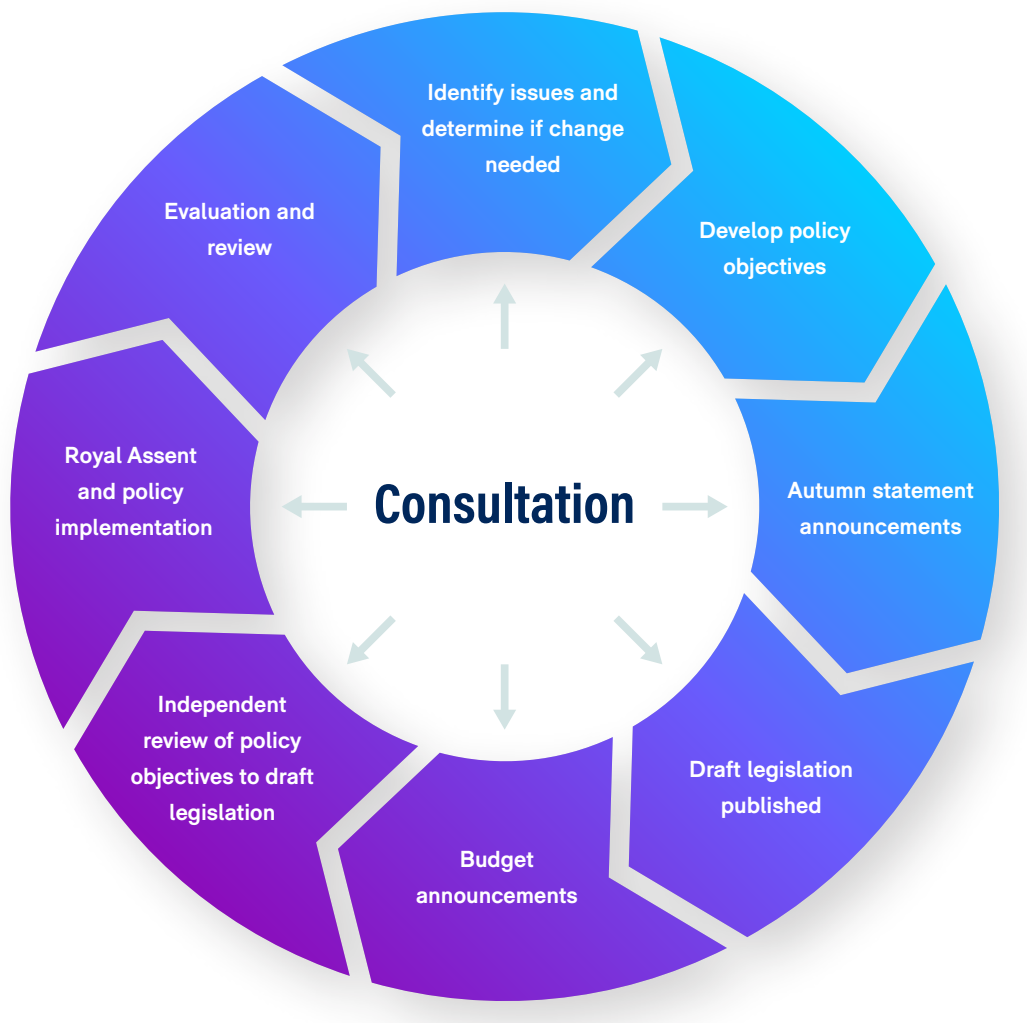 Identify issues and
determine if change
needed
Develop policy
objectives
Autumn statement
announcements
Draft legislation
published
Budget
announcements
Independent
review of policy
objectives to draft
legislation
Royal Assent
and policy
implementation
Evaluation and
review
Consultation